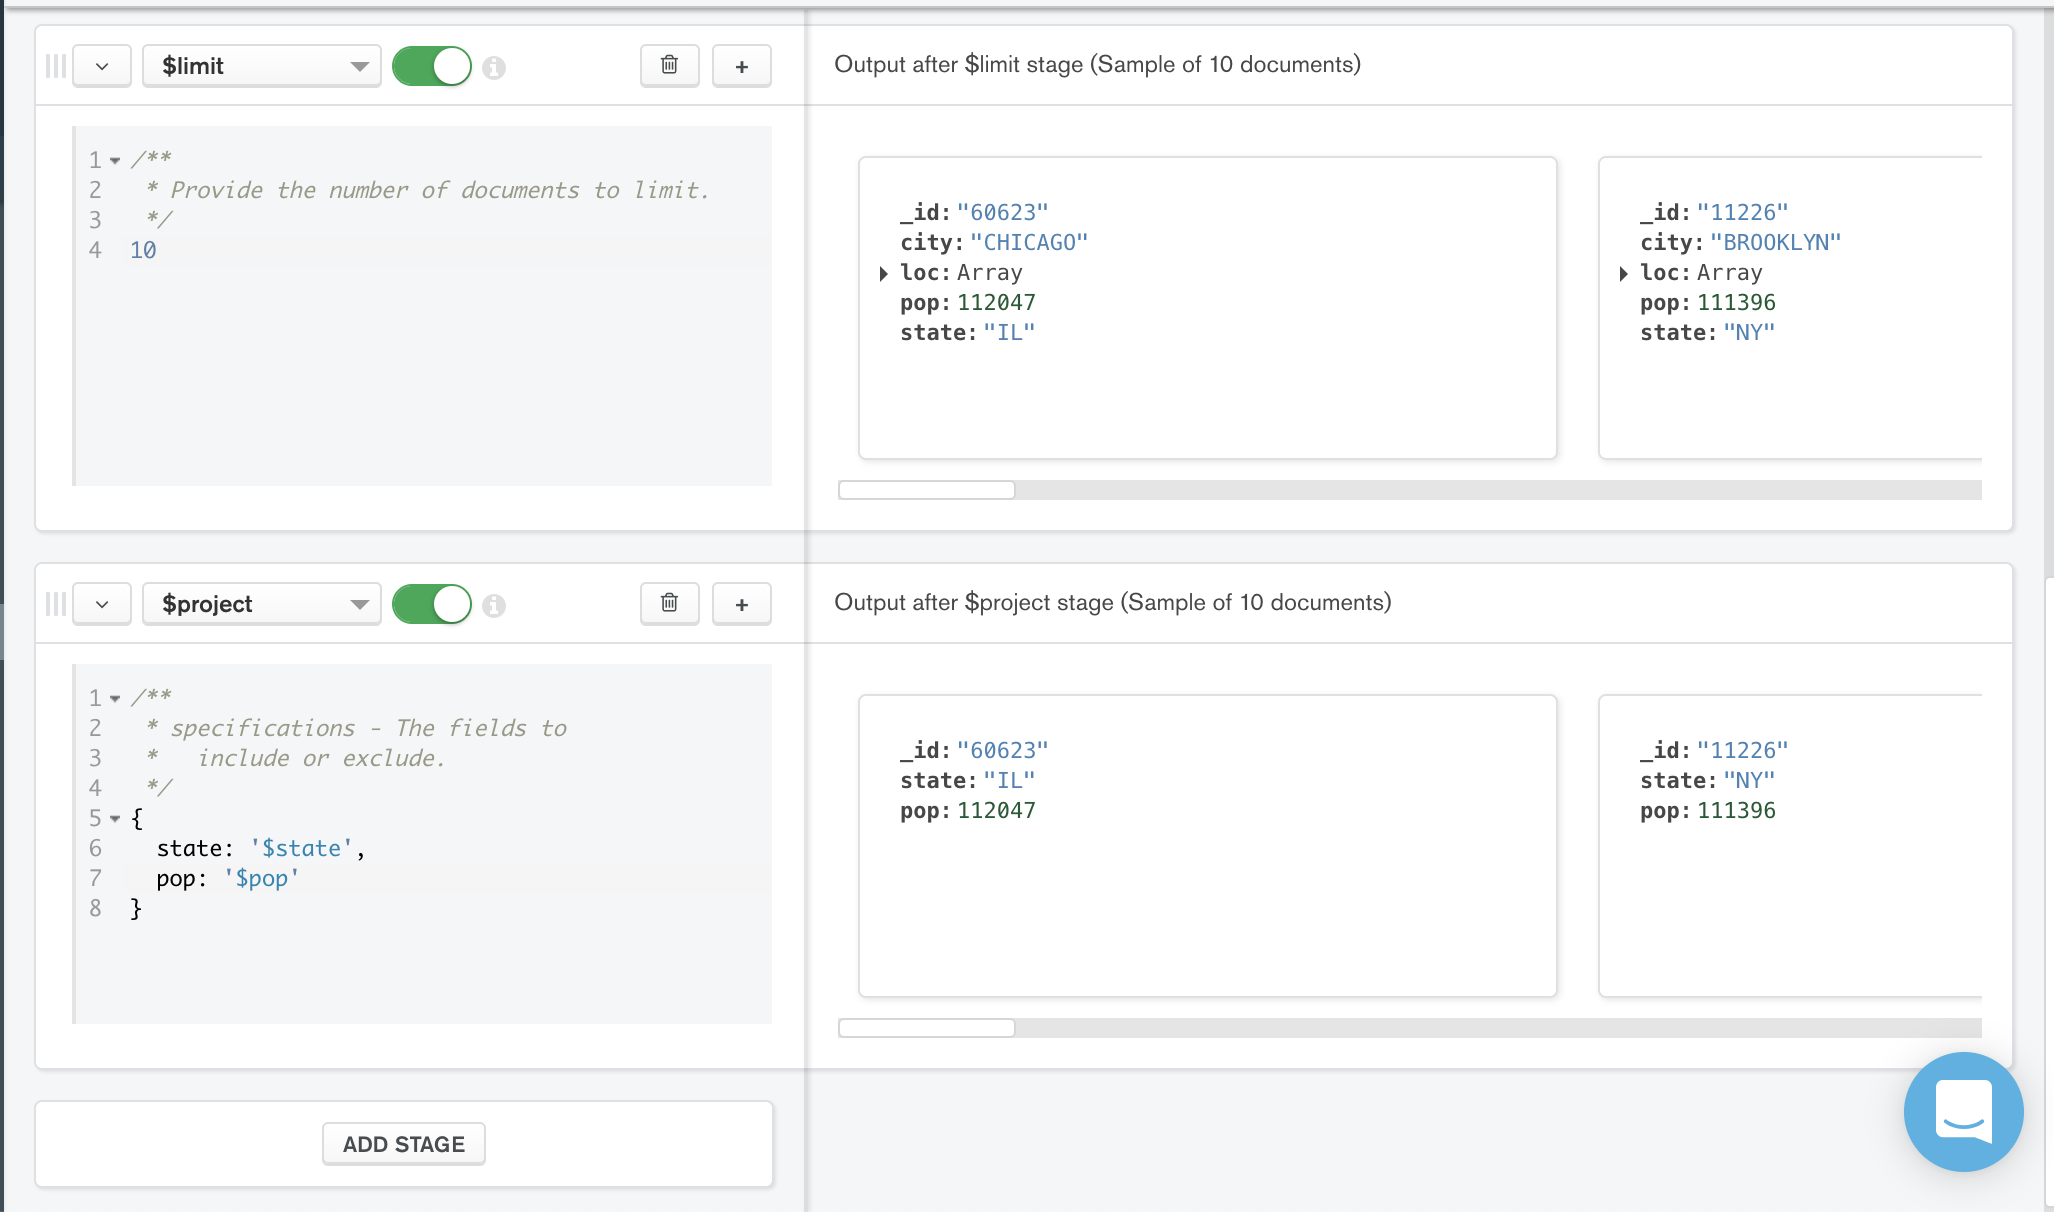 $limit
Output after $limit stage (Sample of 10 documents)
1 /**
2 * Provide the number of documents to limit.
3 */
4 10
_id: "60623"
city: "CHICAGO"
loc: Array
pop: 112047
state: "IL"
_id: "11226"
city: "BROOKLYN"
loc: Array
pop: 111396
state: "NY"
$project
Output after $project stage (Sample of 10 documents)
1 /**
2 * specifications - The fields to
3 *   include or exclude.
4 */
5 {
6   state: '$state',
7   pop: '$pop'
8 }
_id: "60623"
state: "IL"
pop: 112047
_id: "11226"
state: "NY"
pop: 111396
ADD STAGE